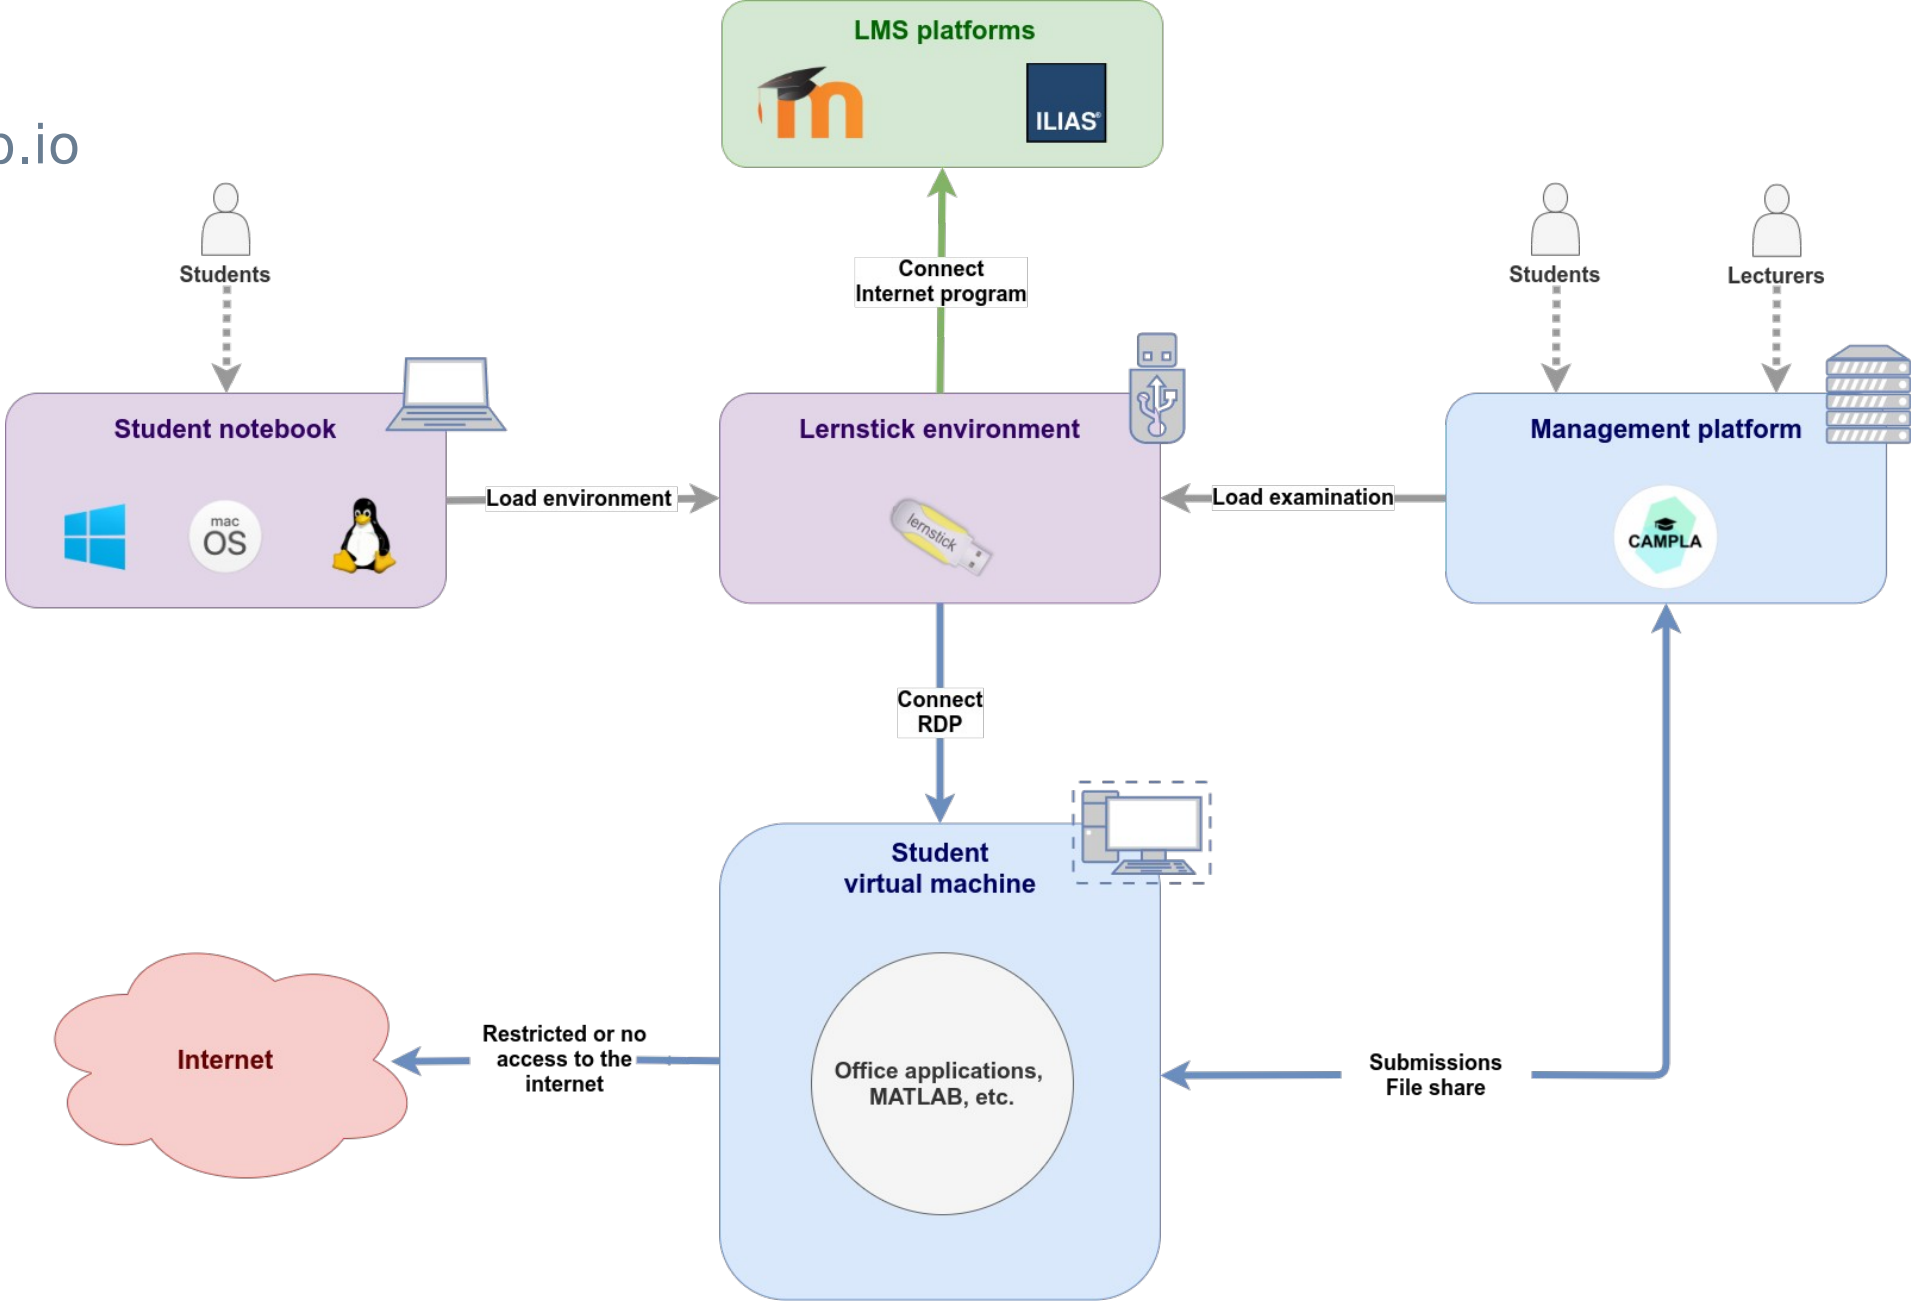 LMS platforms
ILIAS®
.io
Students
Connect
Internet program
Students
Lecturers
Student notebook
Lernstick environment
Management platform
mac
OS
Load environment
lernstick
Load examination
CAMPLA
Connect
RDP
Student
virtual machine
Internet
Restricted or no
access to the
internet
Office applications,
MATLAB, etc.
Submissions
File share